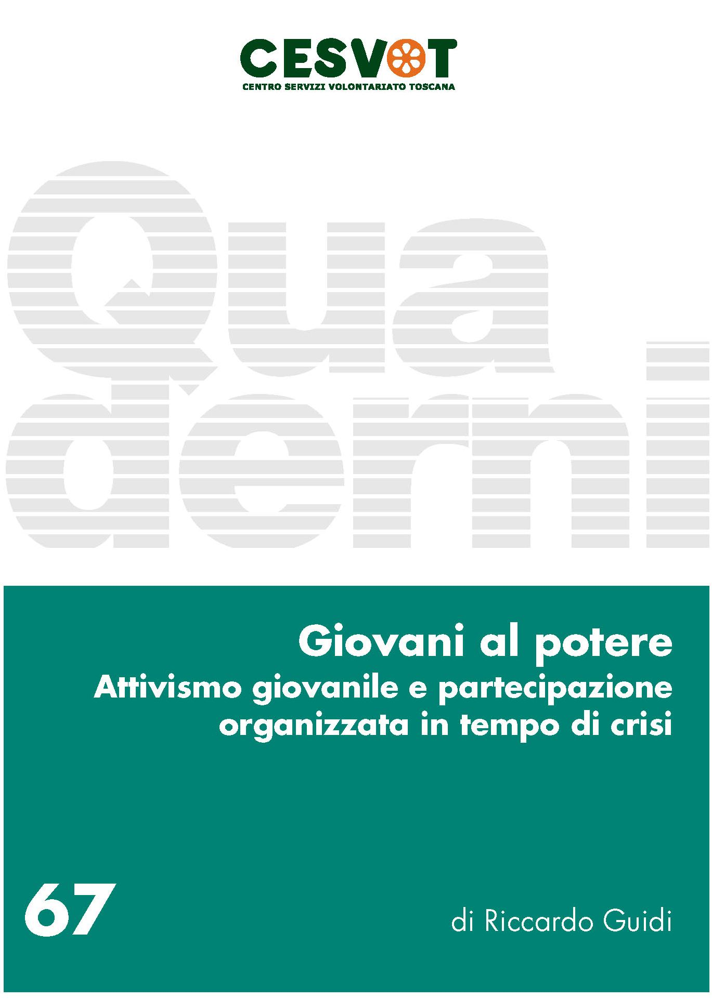 CESVOT
CENTRO SERVIZI VOLONTARIATO TOSCANA
Qua
derni
Giovani al potere
Attivismo giovanile e partecipazione
organizzata in tempo di crisi
67
di Riccardo Guidi